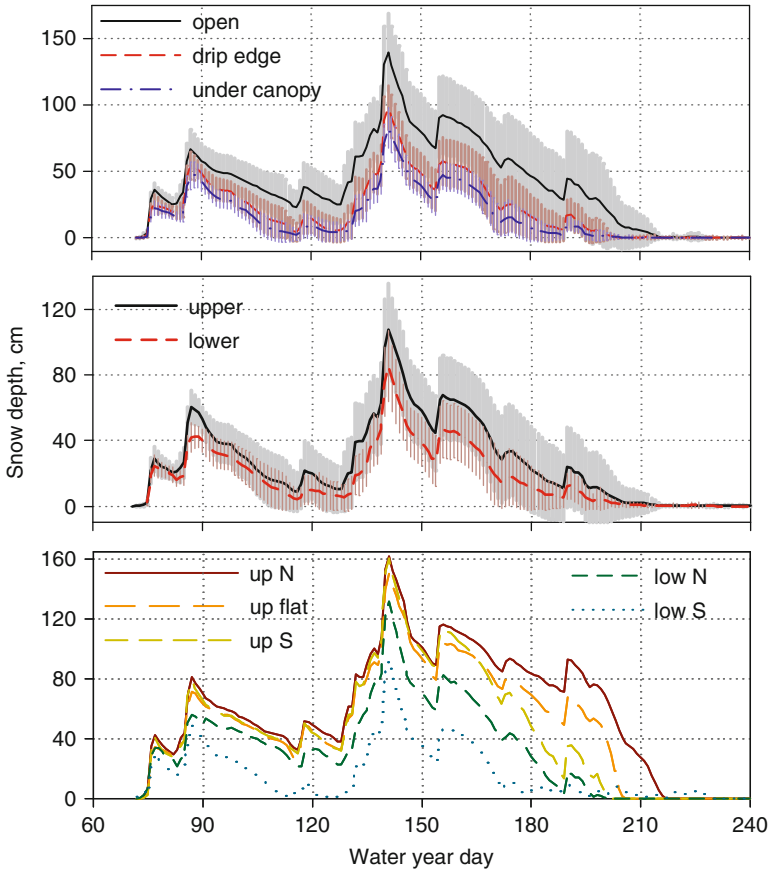 150
100
50
0
open
drip edge
under canopy
120
80
40
0
upper
lower
Snow depth, cm
160
120
80
40
0
up N
up flat
up S
low N
low S
60 90 120 150 180 210 240
Water year day